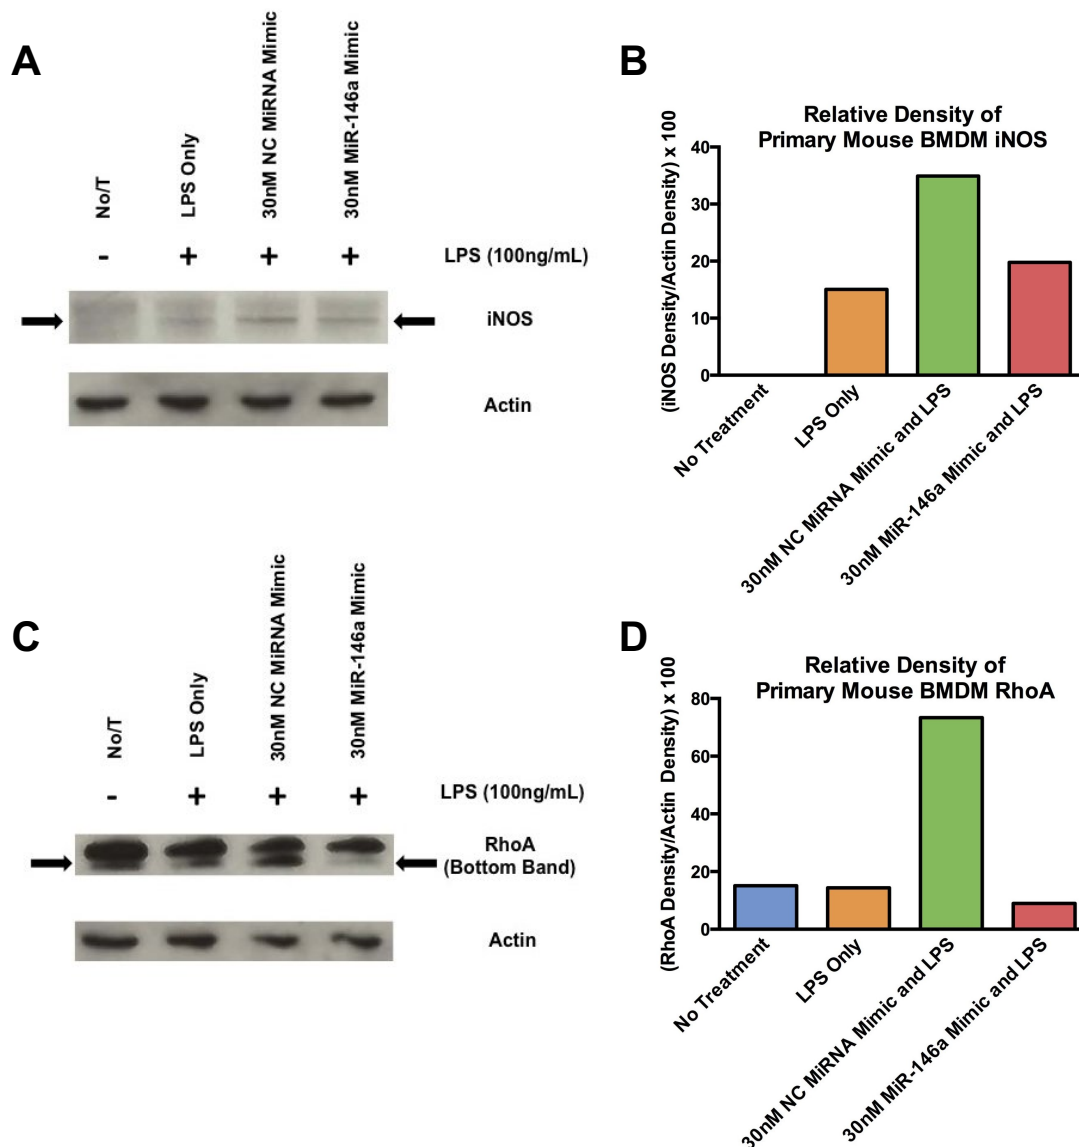 A
No/T
LPS Only
30nM NC MiRNA Mimic
30nM MiR-146a Mimic
- + + +
LPS (100ng/mL)
iNOS
Actin
B
Relative Density of
Primary Mouse BMDM iNOS
(iNOS Density/Actin Density) x 100
40
30
20
10
0
No Treatment
LPS Only
30nM NC MiRNA Mimic and LPS
30nM MiR-146a Mimic and LPS
C
No/T
LPS Only
30nM NC MiRNA Mimic
30nM MiR-146a Mimic
- + + +
LPS (100ng/mL)
RhoA
(Bottom Band)
Actin
D
Relative Density of
Primary Mouse BMDM RhoA
(RhoA Density/Actin Density) x 100
80
60
40
20
0
No Treatment
LPS Only
30nM NC MiRNA Mimic and LPS
30nM MiR-146a Mimic and LPS